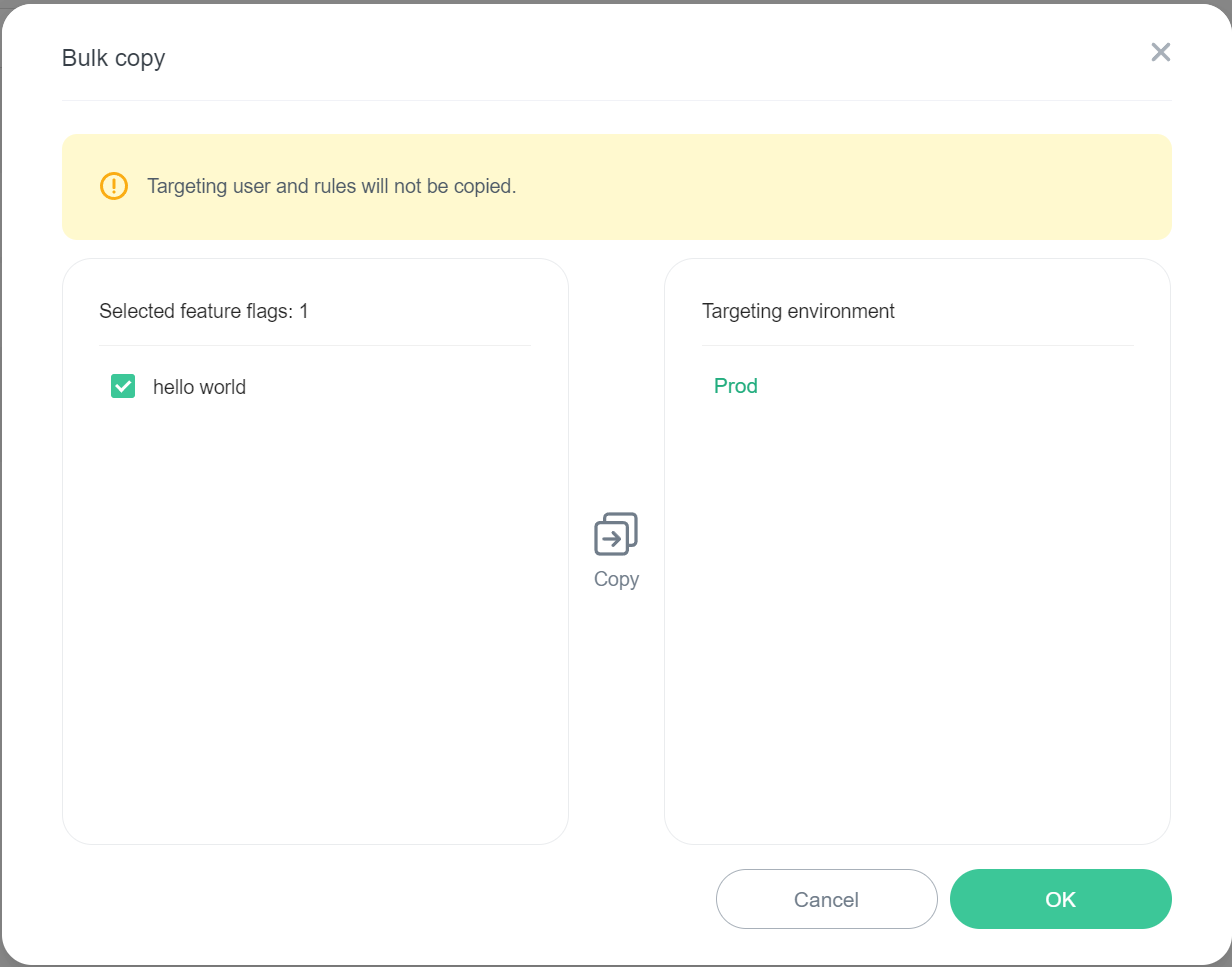 Bulk copy
Targeting user and rules will not be copied.
Selected feature flags: 1
hello world
Copy
Targeting environment
Prod
Cancel
OK